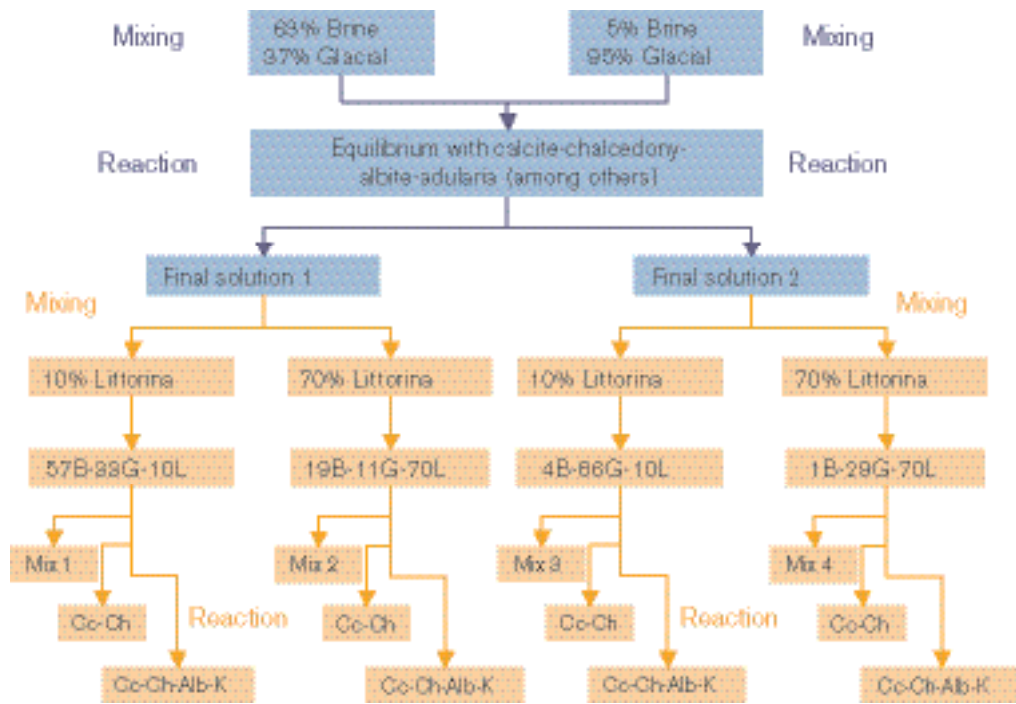 Mixing
63% Brine
37% Glacial
5% Brine
95% Glacial
Mixing
Reaction
Equilibrium with calcite-chalcedony-
albite-adularia (among others)
Reaction
Final solution 1
Final solution 2
Mixing
Mixing
10% Littorina
70% Littorina
10% Littorina
70% Littorina
57B-33G-10L
19B-11G-70L
4B-86G-10L
1B-29G-70L
Mix 1
Mix 2
Mix 3
Mix 4
Cc-Ch
Reaction
Cc-Ch
Cc-Ch
Reaction
Cc-Ch
Cc-Ch-Alb-K
Cc-Ch-Alb-K
Cc-Ch-Alb-K
Cc-Ch-Alb-K